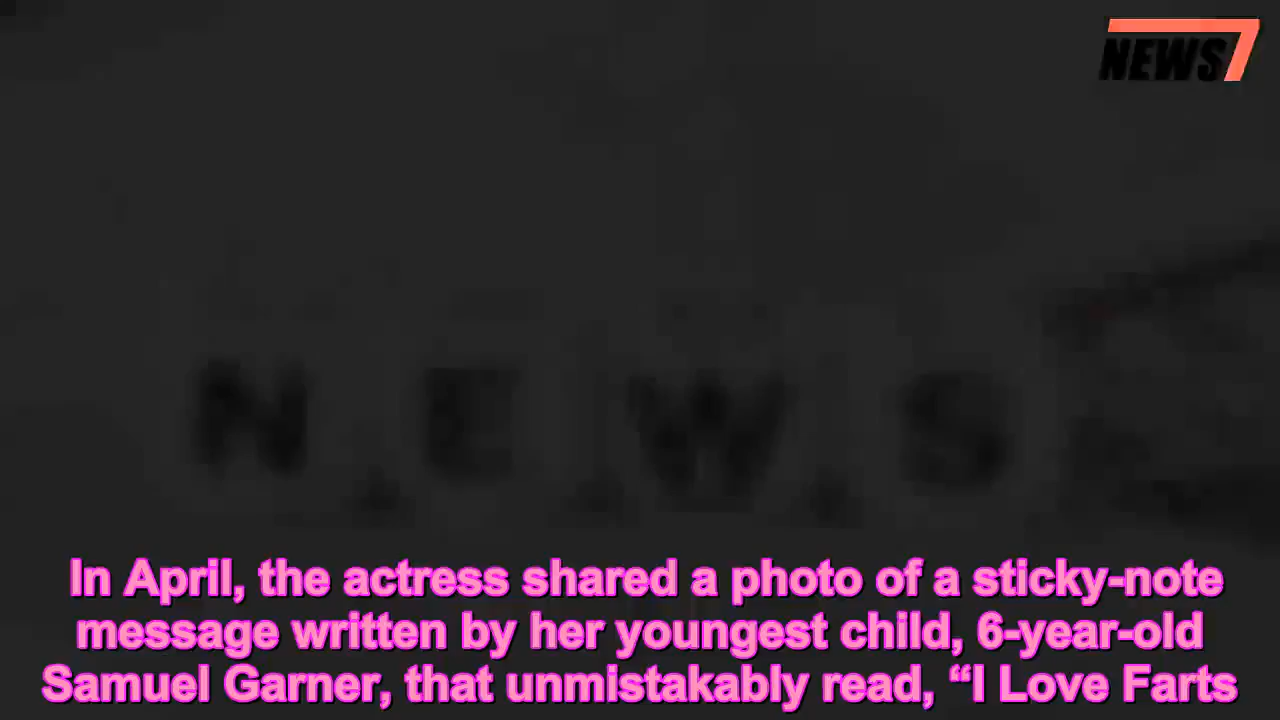 NEWS7
NEWS
In April, the actress shared a photo of a sticky-note
message written by her youngest child, 6-year-old
Samuel Garner, that unmistakably read, “I Love Farts